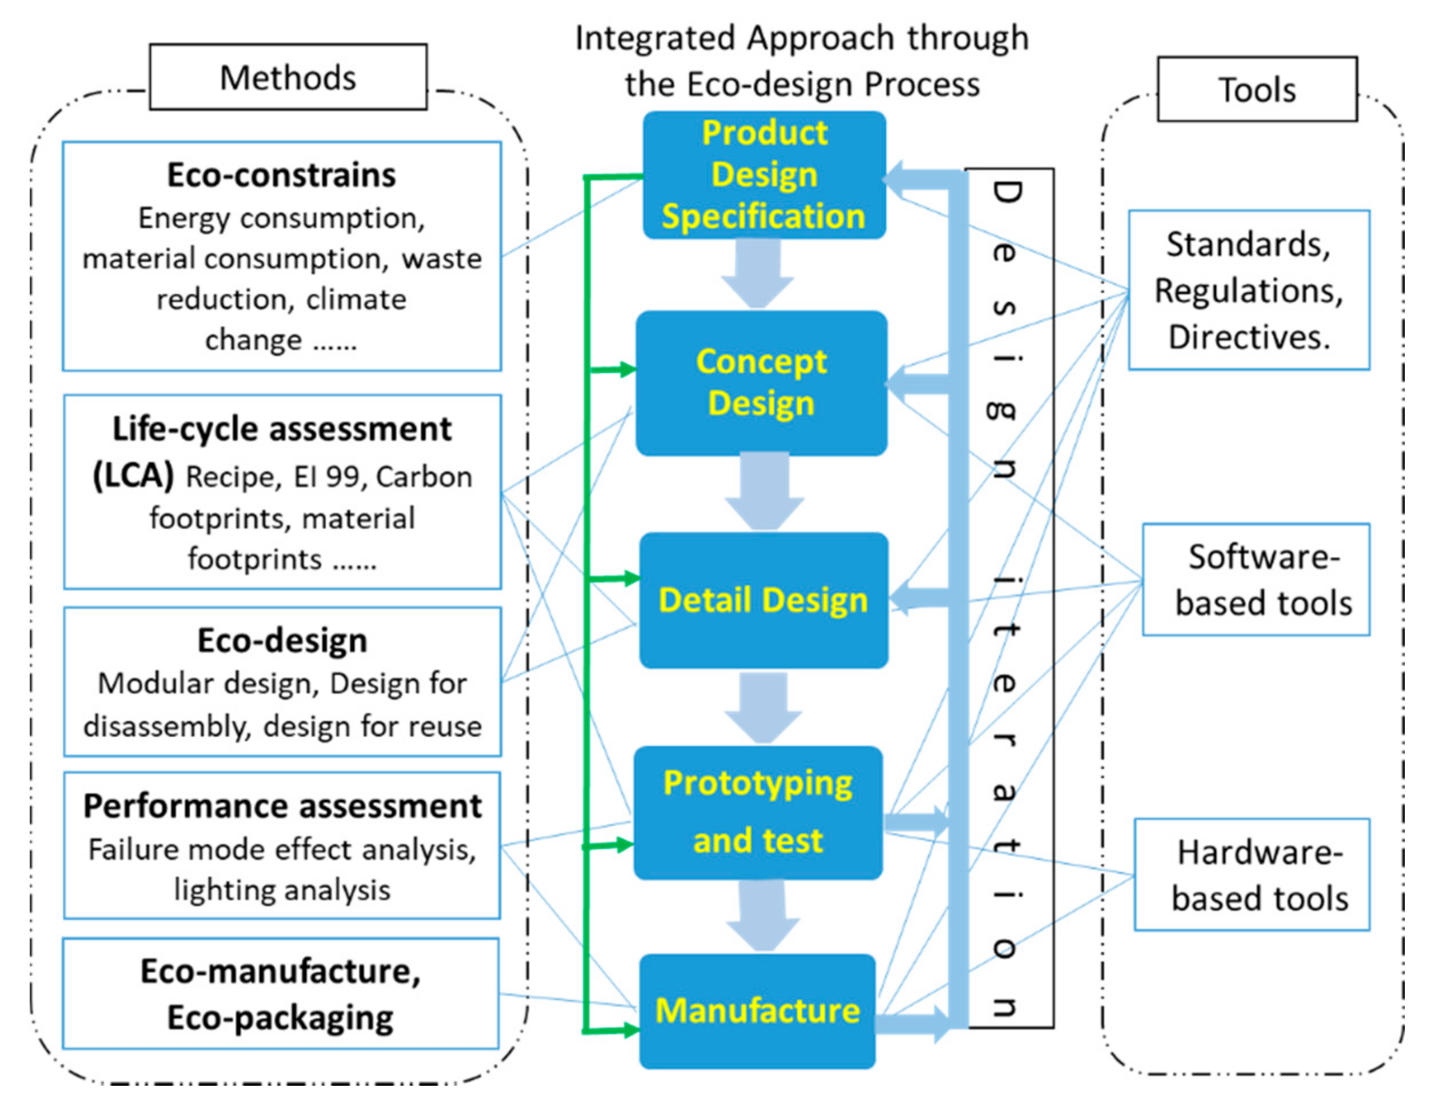 Integrated Approach through
the Eco-design Process
Methods
Eco-constrains
Energy consumption,
material consumption, waste
reduction, climate
change ......
Life-cycle assessment
(LCA) Recipe, EI 99, Carbon
footprints, material
footprints ......
Eco-design
Modular design, Design for
disassembly, design for reuse
Performance assessment
Failure mode effect analysis,
lighting analysis
Eco-manufacture,
Eco-packaging
Product
Design
Specification
Concept
Design
Detail Design
Prototyping
and test
Manufacture
Design iteration
Tools
Standards,
Regulations,
Directives.
Software-
based tools
Hardware-
based tools